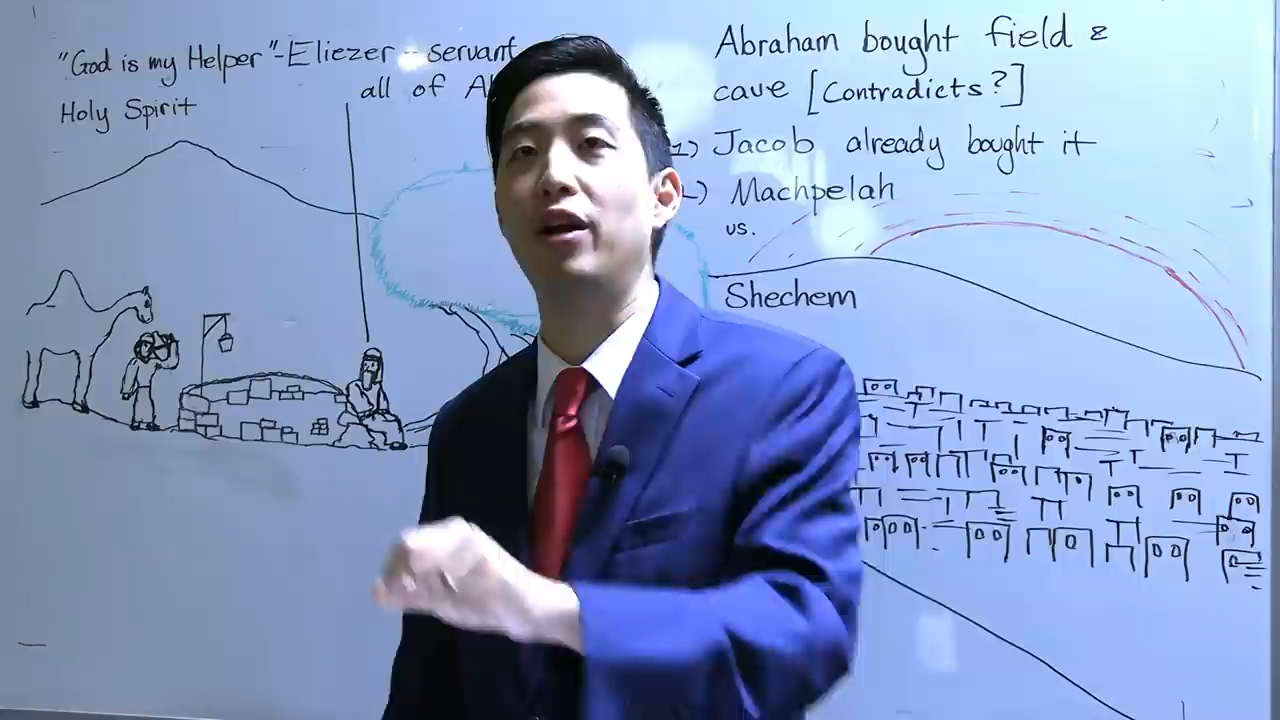 "God is my Helper"-Eliezer - servant
all of
Holy Spirit
Abraham bought field &
cave [Contradicts?]
1) Jacob already bought it
) Machpelah
vs.
Shechem